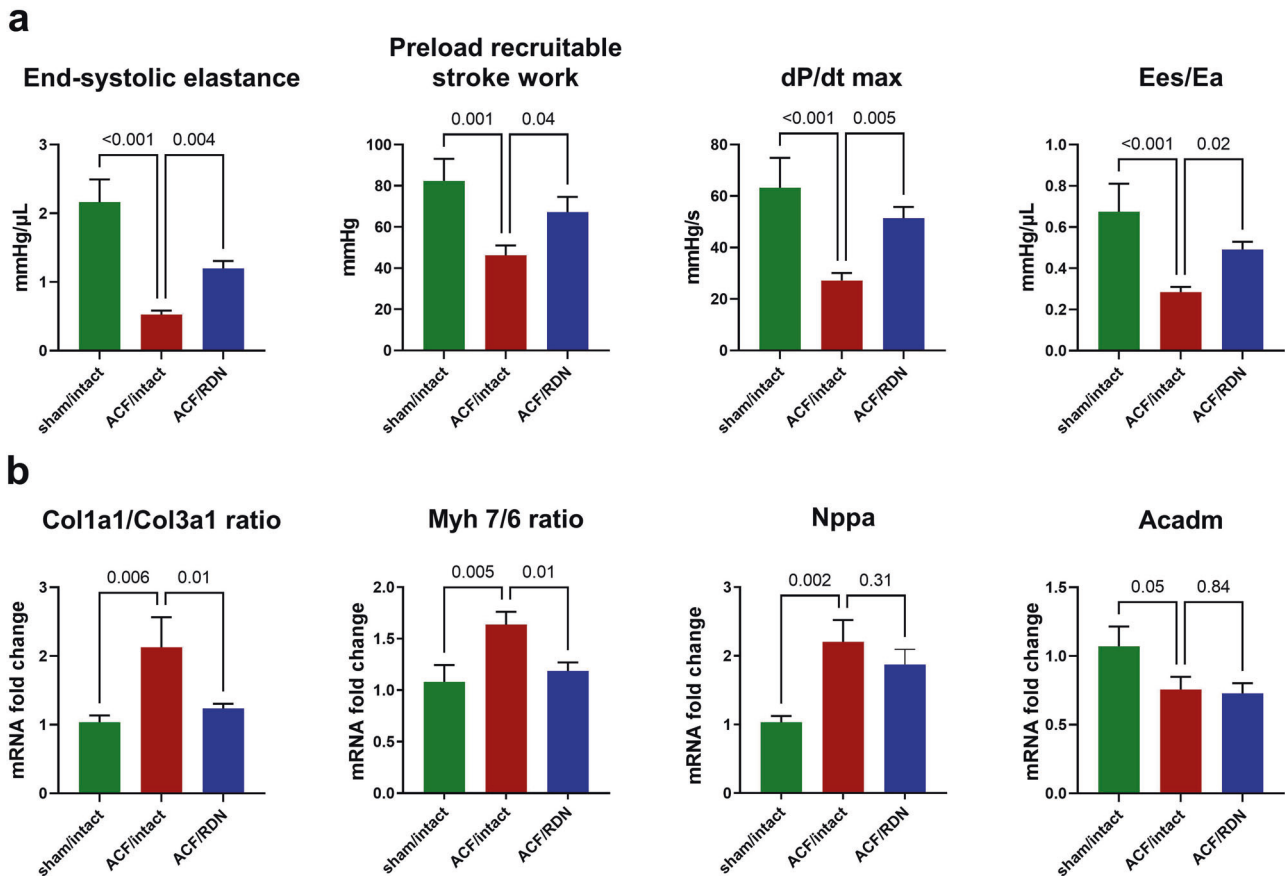 a
End-systolic elastance
<0.001 0.004
3
2
1
0
mmHg/µL
sham/intact
ACF/intact
ACF/RDN
Preload recruitable
stroke work
0.001 0.04
100
80
60
40
20
0
mmHg
sham/intact
ACF/intact
ACF/RDN
dP/dt max
<0.001 0.005
80
60
40
20
0
mmHg/s
sham/intact
ACF/intact
ACF/RDN
Ees/Ea
<0.001 0.02
1.0
0.8
0.6
0.4
0.2
0.0
mmHg/µL
sham/intact
ACF/intact
ACF/RDN
b
Col1a1/Col3a1 ratio
0.006 0.01
3
2
1
0
mRNA fold change
sham/intact
ACF/intact
ACF/RDN
Myh 7/6 ratio
0.005 0.01
2.0
1.5
1.0
0.5
0.0
mRNA fold change
sham/intact
ACF/intact
ACF/RDN
Nppa
0.002 0.31
3
2
1
0
mRNA fold change
sham/intact
ACF/intact
ACF/RDN
Acadm
0.05 0.84
1.5
1.0
0.5
0.0
mRNA fold change
sham/intact
ACF/intact
ACF/RDN